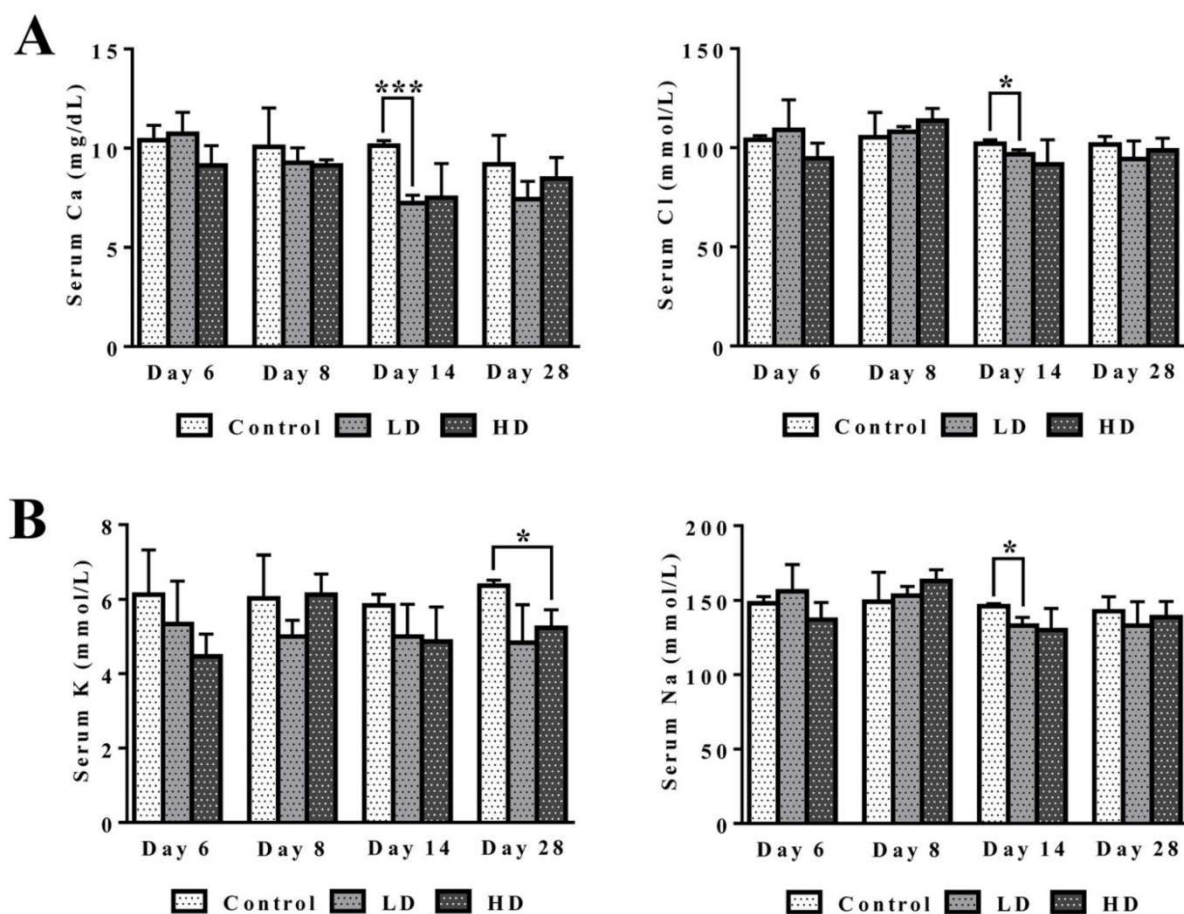 A
Serum Ca (mg/dL)
15
10
5
0
***
Day 6 Day 8 Day 14 Day 28
Control LD HD
Serum Cl (mmol/L)
150
100
50
0
*
Day 6 Day 8 Day 14 Day 28
Control LD HD
B
Serum K (mmol/L)
8
6
4
2
0
*
Day 6 Day 8 Day 14 Day 28
Control LD HD
Serum Na (mmol/L)
200
150
100
50
0
*
Day 6 Day 8 Day 14 Day 28
Control LD HD